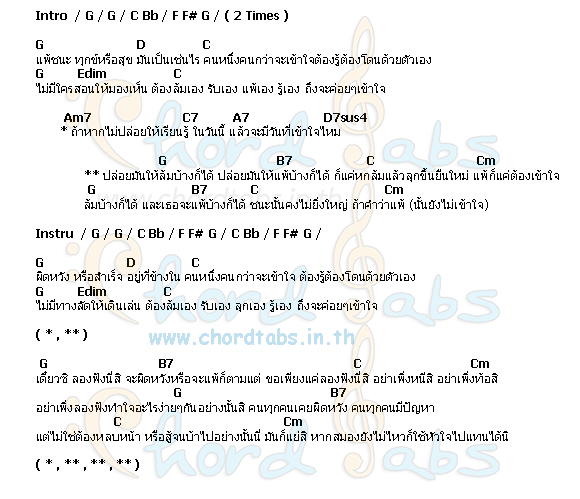 Intro / G / G / C Bb / F F# G / ( 2 Times )
G D C
แพ้ชนะ ทุกข์หรือสุข มันเป็นเช่นไร คนหนึ่งคนกว่าจะเข้าใจต้องรู้ต้องโดนด้วยตัวเอง
G Edim C
ไม่มีใครสอนให้มองเห็น ต้องล้มเอง รับเอง แพ้เอง รู้เอง ถึงจะค่อยๆเข้าใจ
Am7 C7 A7 D7sus4
* ถ้าหากไม่ปล่อยให้เรียนรู้ ในวันนี้ แล้วจะมีวันที่เข้าใจไหม
G B7 C Cm
** ปล่อยมันให้ล้มบ้างก็ได้ ปล่อยมันให้แพ้บ้างก็ได้ ก็แค่หกล้มแล้วลุกขึ้นยืนใหม่ แพ้ก็แค่ต้องเข้าใจ
G B7 C Cm
ล้มบ้างก็ได้ และเธอจะแพ้บ้างก็ได้ ชนะนั้นคงไม่ยิ่งใหญ่ ถ้าคำว่าแพ้ (นั้นยังไม่เข้าใจ)
Instru / G / G / C Bb / F F# G / C Bb / F F# G /
G D C
ผิดหวัง หรือสำเร็จ อยู่ที่ข้างใน คนหนึ่งคนกว่าจะเข้าใจ ต้องรู้ต้องโดนด้วยตัวเอง
G Edim C
ไม่มีทางลัดให้เดินเล่น ต้องล้มเอง รับเอง ลุกเอง รู้เอง ถึงจะค่อยๆเข้าใจ
( * , ** )
www.chordtabs.in.th
G B7 C Cm
เดี๋ยวซิ ลองฟังนี่สิ จะผิดหวังหรือจะแพ้ก็ตามแต่ ขอเพียงแค่ลองฟังนี่สิ อย่าเพิ่งหนีสิ อย่าเพิ่งท้อสิ
G B7
อย่าเพิ่งลองฟังทำใจอะไรง่ายๆกันอย่างนั้นสิ คนทุกคนเคยผิดหวัง คนทุกคนมีปัญหา
C Cm
แต่ไม่ใช่ต้องหลบหน้า หรือสู้จนบ้าไปอย่างนั้นนี่ มันก็แย่สิ หากสมองยังไม่ไหวก็ใช้หัวใจไปแทนได้นี่
( * , ** , ** , ** )
Chord Tabs